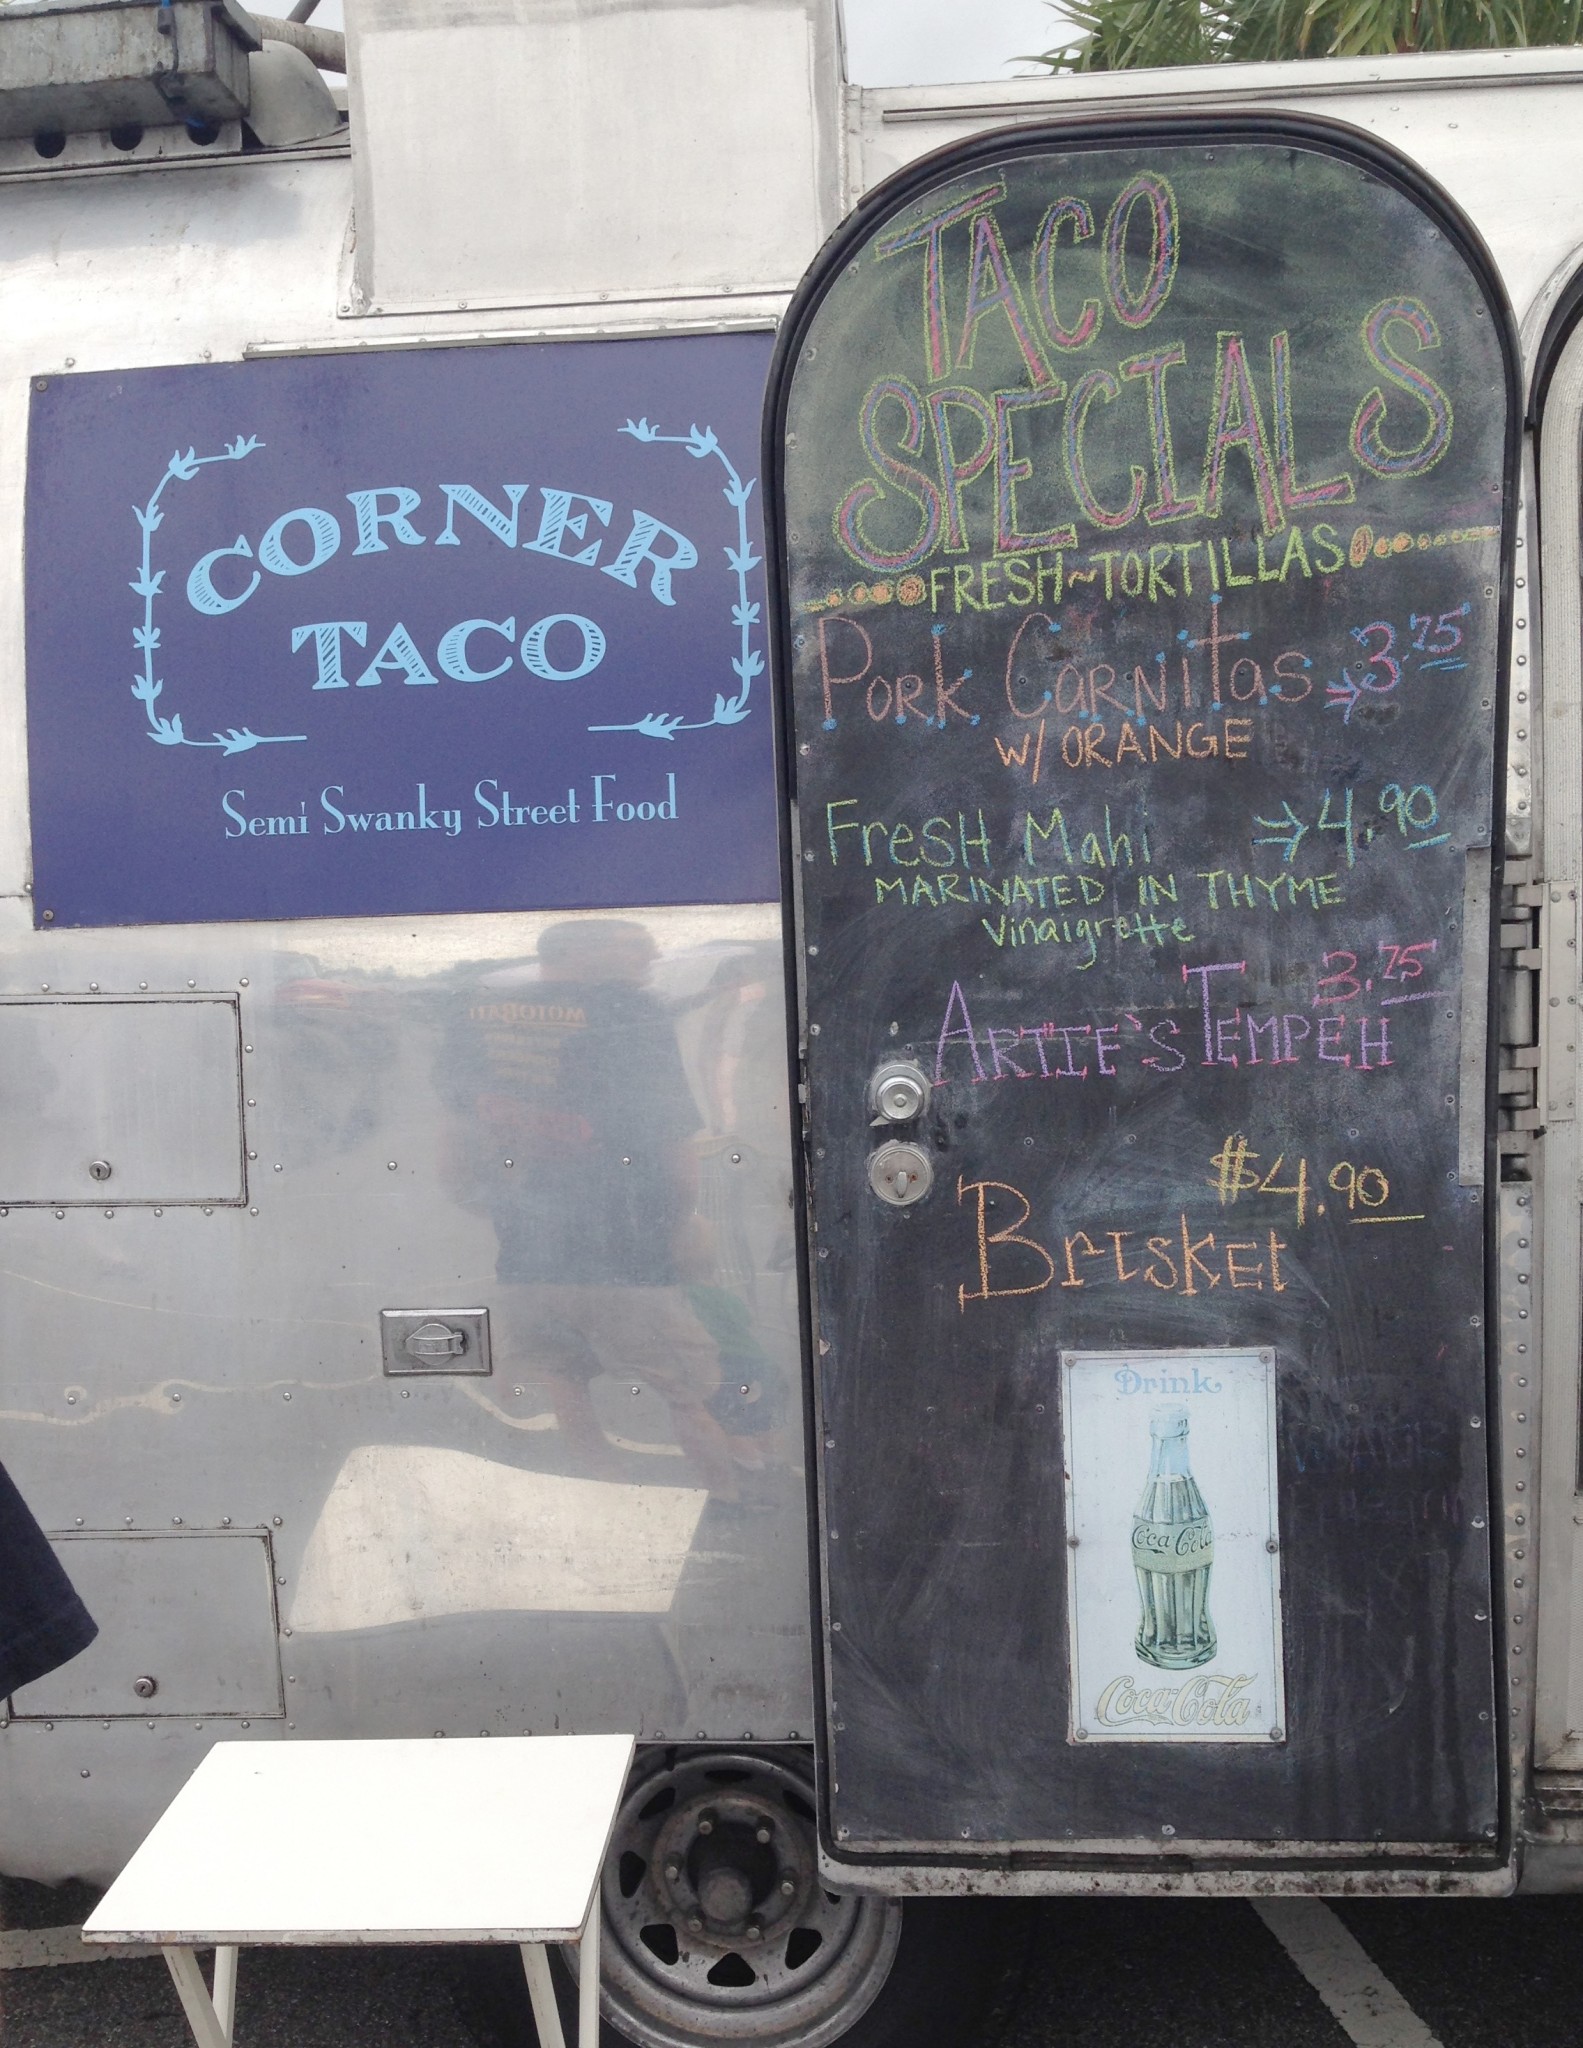 CORNER
TACO
Semi Swanky Street Food
TACO
SPECIALS
FRESH~TORTILLAS
Pork Carnitas 3.75
W/ ORANGE
Fresh Mahi 4.90
MARINATED IN THYME
Vinaigrette
3.75
ARTIE'S TEMPEH
$4.90
BRISKET
Drink
Coca-Cola
Coca-Cola